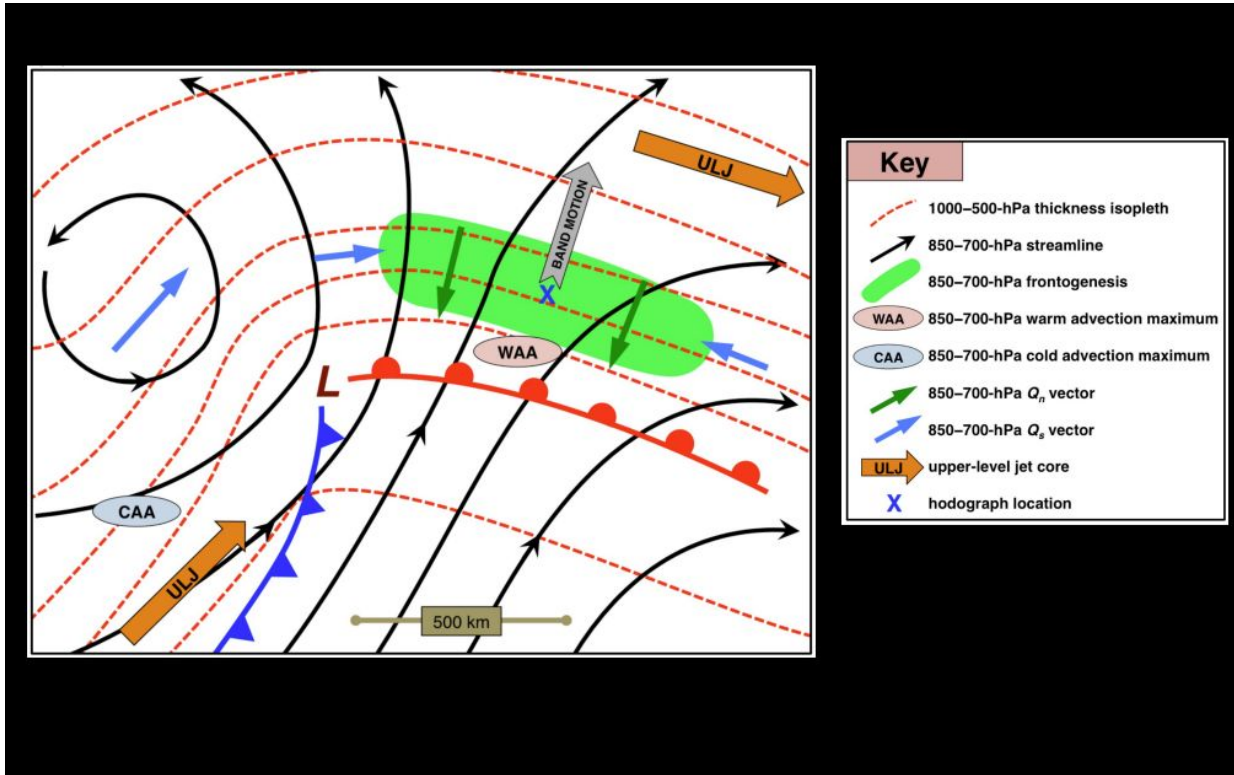 ULJ
BAND MOTION
X
WAA
L
CAA
ULJ
500 km
Key
1000–500-hPa thickness isopleth
850–700-hPa streamline
850–700-hPa frontogenesis
WAA 850–700-hPa warm advection maximum
CAA 850–700-hPa cold advection maximum
850–700-hPa Qn vector
850–700-hPa Qs vector
ULJ upper-level jet core
X hodograph location